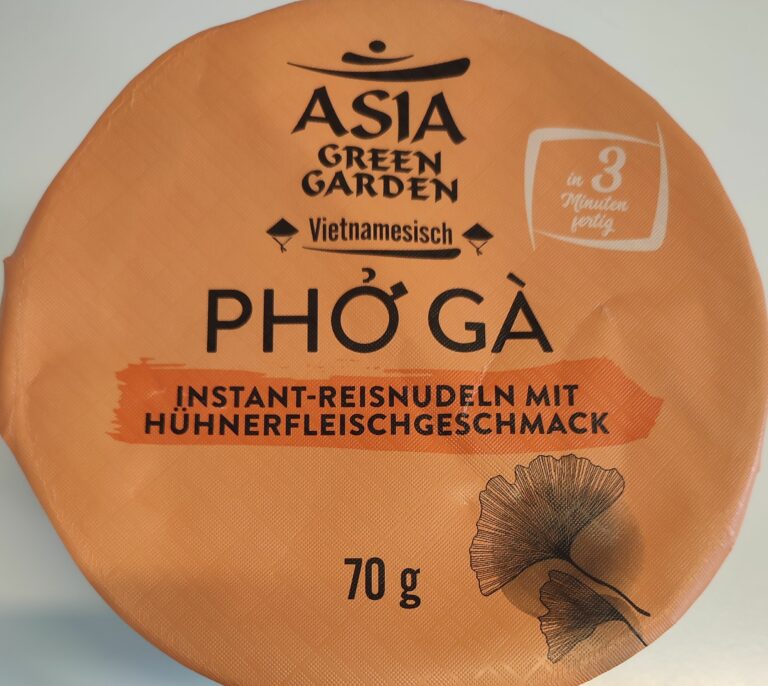 ASIA
GREEN
GARDEN
Vietnamesisch
in 3
Minuten
fertig
PHỞ GÀ
INSTANT-REISNUDELN MIT
HÜHNERFLEISCHGESCHMACK
70 g